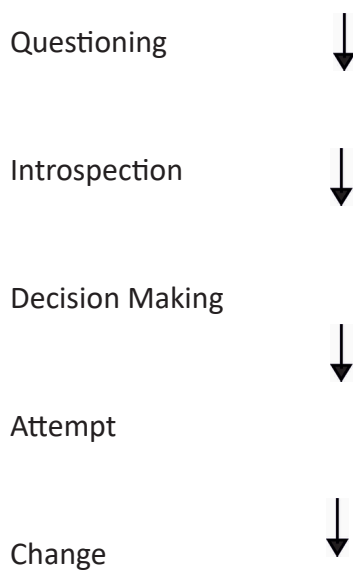 Questioning
Introspection
Decision Making
Attempt
Change